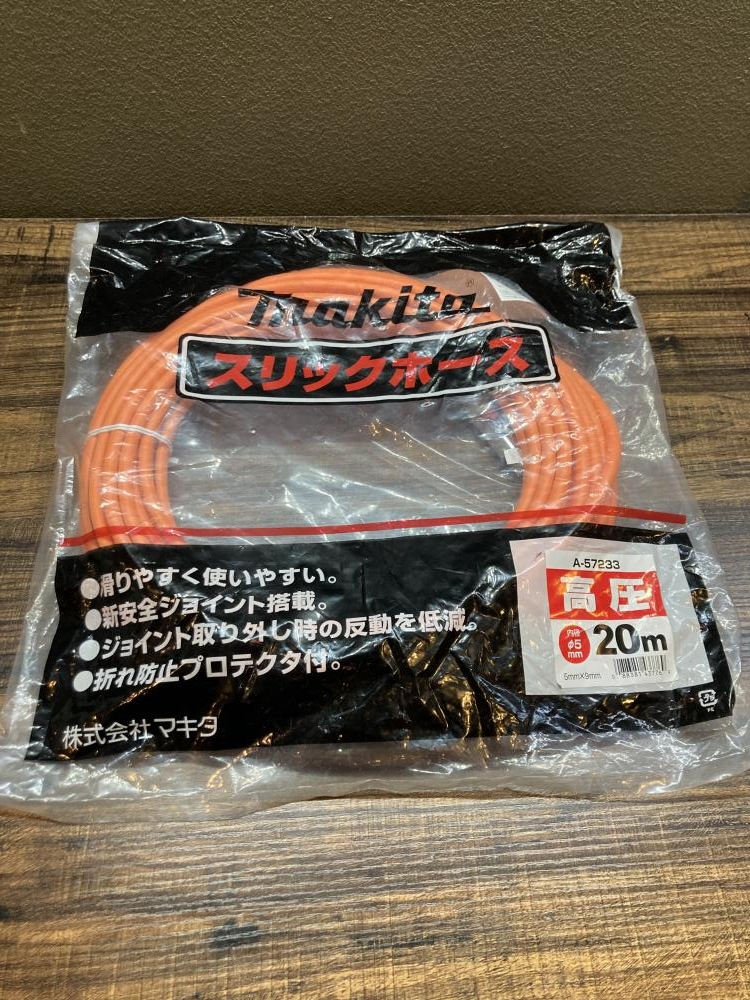 makita®
スリックホース
●滑りやすく使いやすい。
●新安全ジョイント搭載。
●ジョイント取り外し時の反動を低減。
●折れ防止プロテクタ付。
株式会社マキタ
A-57233
高圧
内径
φ5
mm
20m
5mm×9mm
プラ